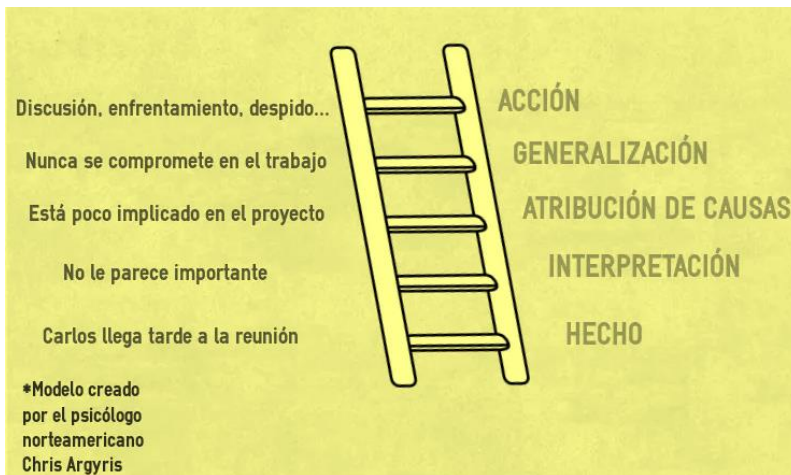 Discusión, enfrentamiento, despido...
ACCIÓN
Nunca se compromete en el trabajo
GENERALIZACIÓN
Está poco implicado en el proyecto
ATRIBUCIÓN DE CAUSAS
No le parece importante
INTERPRETACIÓN
Carlos llega tarde a la reunión
HECHO
*Modelo creado
por el psicólogo
norteamericano
Chris Argyris